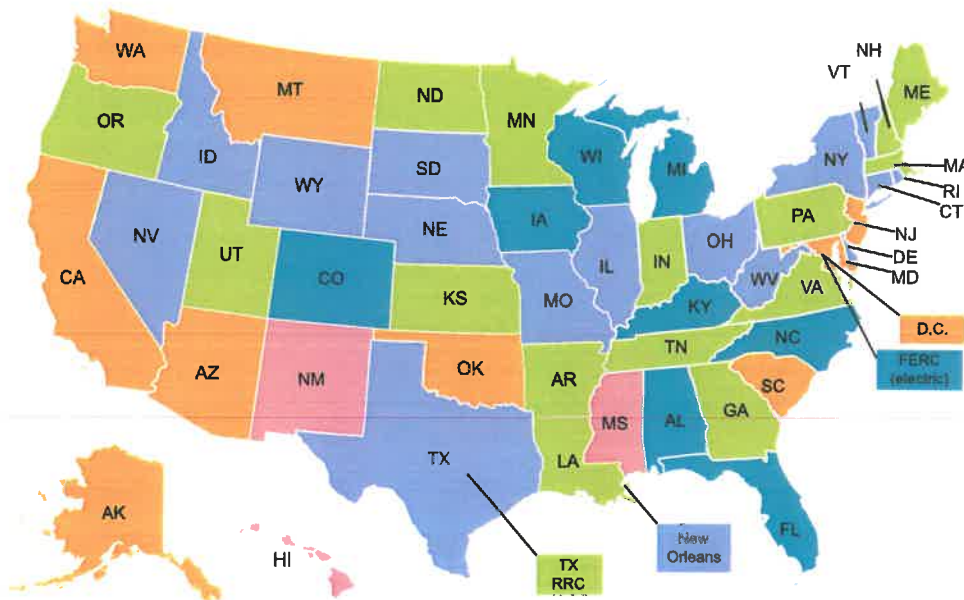 WA
MT
ND
MN
NH
VT
ME
OR
ID
WY
SD
WI
MI
NY
MA
RI
CT
NV
UT
CO
NE
IA
IL
IN
OH
PA
NJ
DE
MD
WV
VA
CA
KS
MO
KY
D.C.
AZ
NM
OK
AR
TN
NC
FERC
(electric)
SC
MS
AL
GA
TX
LA
FL
AK
HI
TX
RRC
New
Orleans